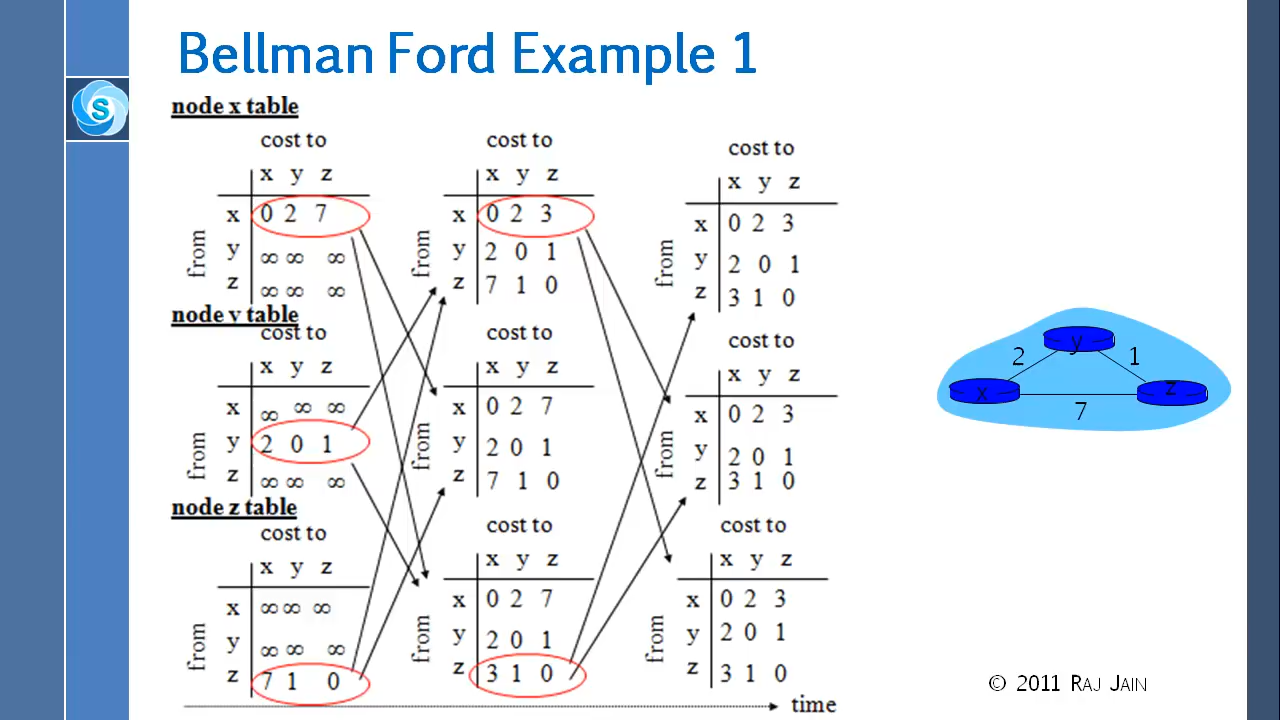 Bellman Ford Example 1
node x table
cost to
x y z
from
x 0 2 7
y ∞ ∞ ∞
z ∞ ∞ ∞
cost to
x y z
from
x 0 2 3
y 2 0 1
z 7 1 0
cost to
x y z
from
x 0 2 3
y 2 0 1
z 3 1 0
node y table
cost to
x y z
from
x ∞ ∞ ∞
y 2 0 1
z ∞ ∞ ∞
cost to
x y z
from
x 0 2 7
y 2 0 1
z 7 1 0
cost to
x y z
from
x 0 2 3
y 2 0 1
z 3 1 0
node z table
cost to
x y z
from
x ∞ ∞ ∞
y ∞ ∞ ∞
z 7 1 0
cost to
x y z
from
x 0 2 7
y 2 0 1
z 3 1 0
cost to
x y z
from
x 0 2 3
y 2 0 1
z 3 1 0
time
y
2 1
x z
7
© 2011 RAJ JAIN
S